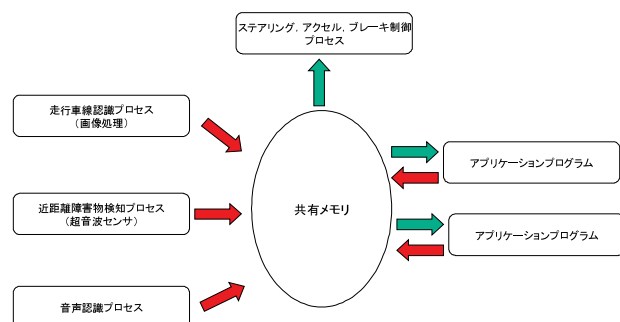 ステアリング，アクセル，ブレーキ制御
プロセス
走行車線認識プロセス
（画像処理）
アプリケーションプログラム
近距離障害物検知プロセス
（超音波センサ）
共有メモリ
アプリケーションプログラム
音声認識プロセス